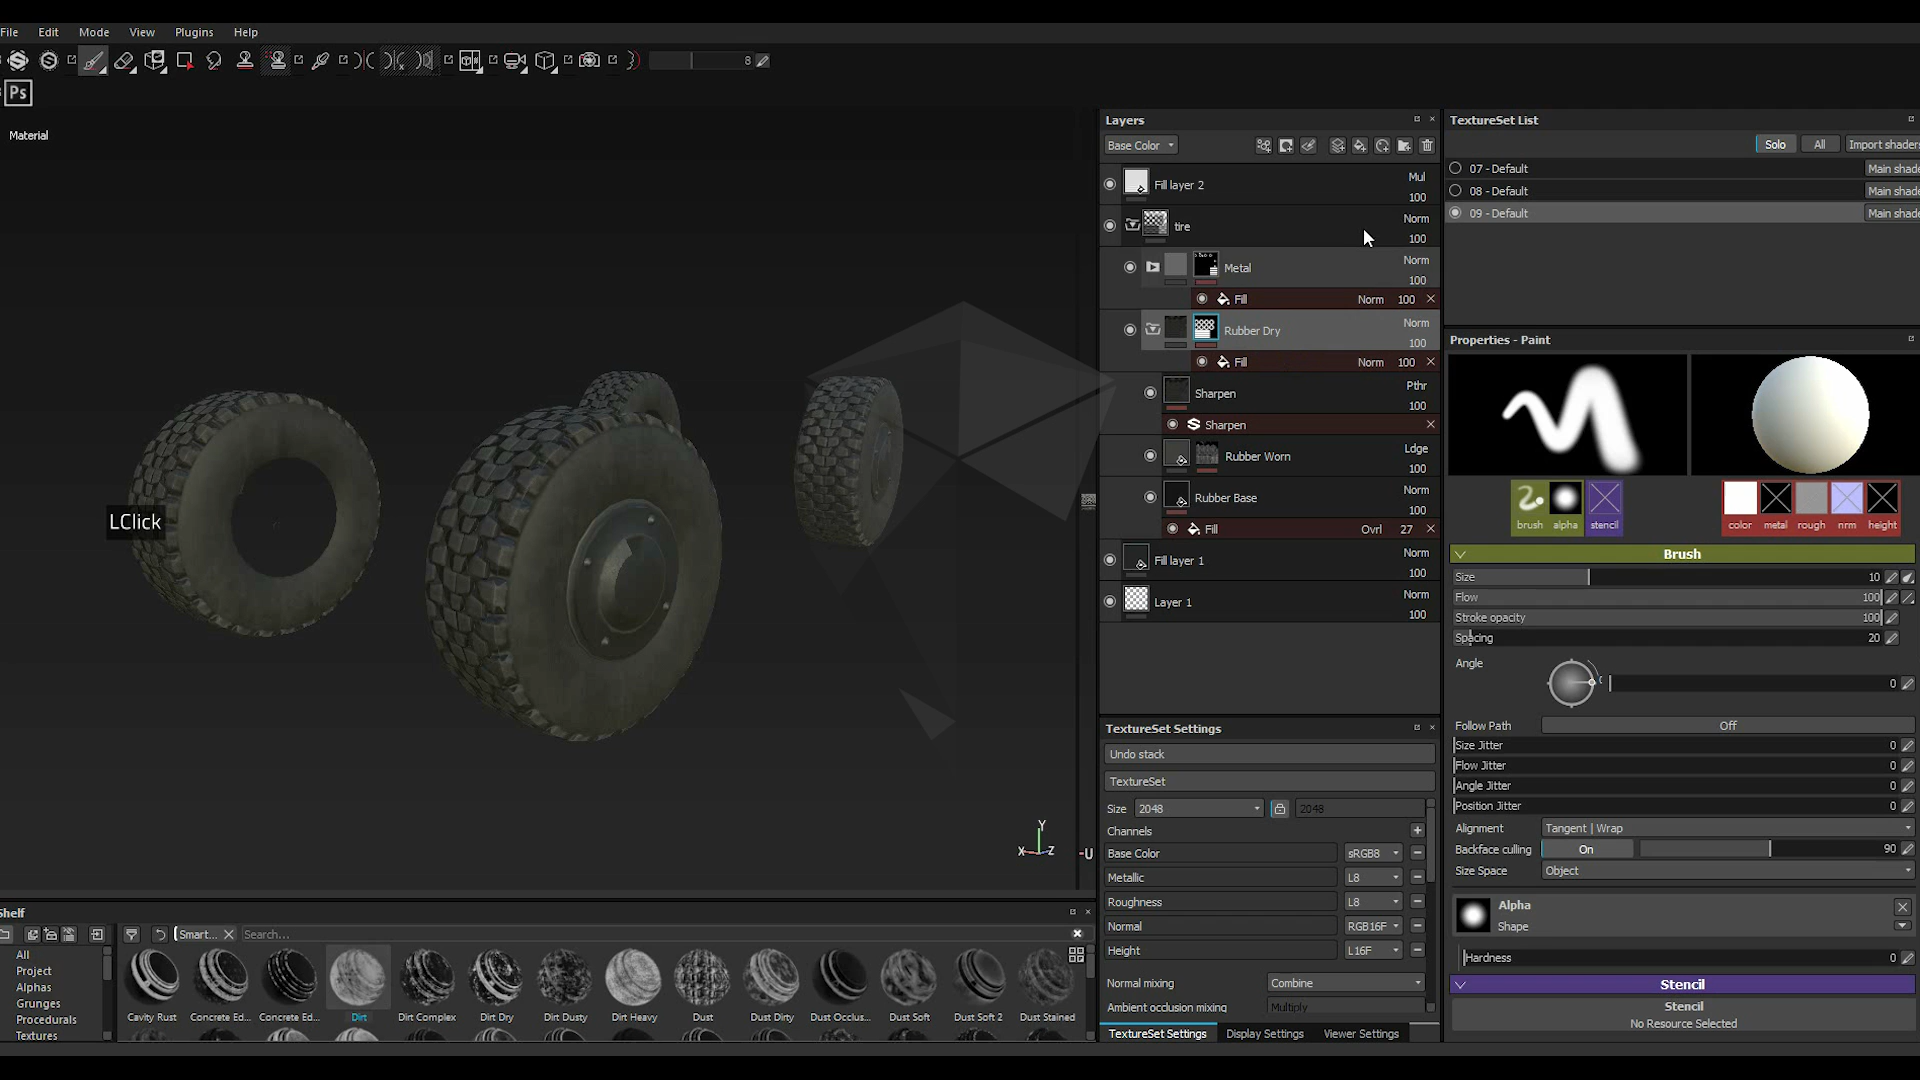 File Edit Mode View Plugins Help
8
Ps
Material
LClick
Y
X Z
-U
Layers
Base Color
Fill layer 2 Mul 100
tire Norm 100
Metal Norm 100
Fill Norm 100
Rubber Dry Norm 100
Fill Norm 100
Sharpen Pthr 100
Sharpen
Rubber Worn Ldge 100
Rubber Base Norm 100
Fill Ovrl 27
Fill layer 1 Norm 100
Layer 1 Norm 100
TextureSet Settings
Undo stack
TextureSet
Size 2048 2048
Channels
Base Color sRGB8
Metallic L8
Roughness L8
Normal RGB16F
Height L16F
Normal mixing Combine
Ambient occlusion mixing Multiply
TextureSet Settings Display Settings Viewer Settings
TextureSet List
Solo All Import shaders
07 - Default Main shade
08 - Default Main shade
09 - Default Main shade
Properties - Paint
brush alpha stencil color metal rough nrm height
Brush
Size 10
Flow 100
Stroke opacity 100
Spacing 20
Angle 0
Follow Path Off
Size Jitter 0
Flow Jitter 0
Angle Jitter 0
Position Jitter 0
Alignment Tangent | Wrap
Backface culling On 90
Size Space Object
Alpha
Shape
Hardness 0
Stencil
Stencil
No Resource Selected
Shelf
Smart... Search...
All
Project
Alphas
Grunges
Procedurals
Textures
Cavity Rust Concrete Ed... Concrete Ed... Dirt Dirt Complex Dirt Dry Dirt Dusty Dirt Heavy Dust Dust Dirty Dust Occlus... Dust Soft Dust Soft 2 Dust Stained